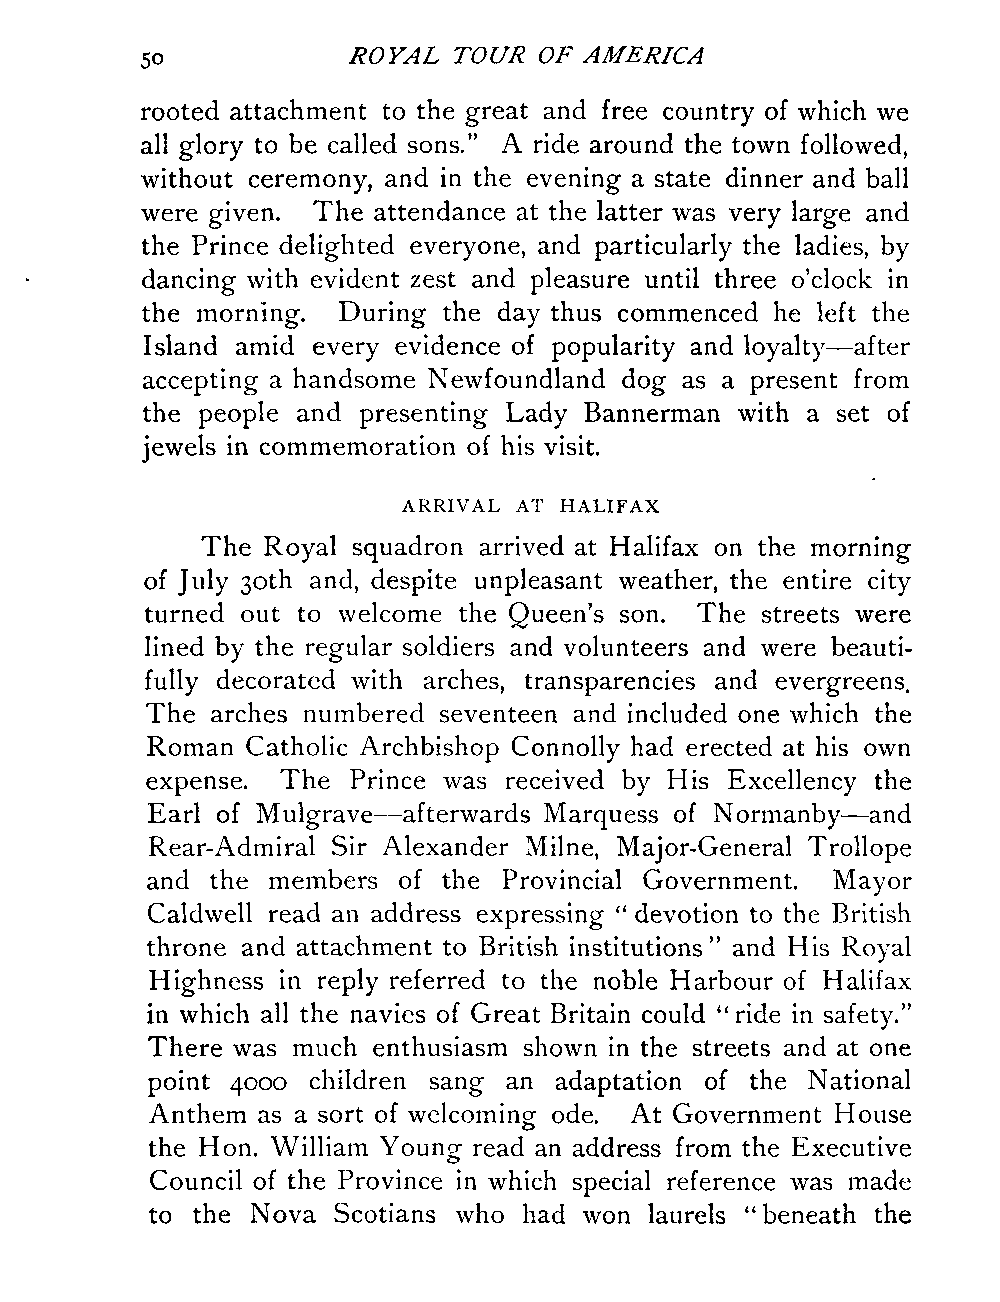 50 ROYAL TOUR OF AMERICA
rooted attachment to the great and free country of which we
all glory to be called sons." A ride around the town followed,
without ceremony, and in the evening a state dinner and ball
were given. The attendance at the latter was very large and
the Prince delighted everyone, and particularly the ladies, by
dancing with evident zest and pleasure until three o'clock in
the morning. During the day thus commenced he left the
Island amid every evidence of popularity and loyalty—after
accepting a handsome Newfoundland dog as a present from
the people and presenting Lady Bannerman with a set of
jewels in commemoration of his visit.
ARRIVAL AT HALIFAX
The Royal squadron arrived at Halifax on the morning
of July 30th and, despite unpleasant weather, the entire city
turned out to welcome the Queen's son. The streets were
lined by the regular soldiers and volunteers and were beauti-
fully decorated with arches, transparencies and evergreens.
The arches numbered seventeen and included one which the
Roman Catholic Archbishop Connolly had erected at his own
expense. The Prince was received by His Excellency the
Earl of Mulgrave—afterwards Marquess of Normanby—and
Rear-Admiral Sir Alexander Milne, Major-General Trollope
and the members of the Provincial Government. Mayor
Caldwell read an address expressing "devotion to the British
throne and attachment to British institutions" and His Royal
Highness in reply referred to the noble Harbour of Halifax
in which all the navies of Great Britain could "ride in safety."
There was much enthusiasm shown in the streets and at one
point 4000 children sang an adaptation of the National
Anthem as a sort of welcoming ode. At Government House
the Hon. William Young read an address from the Executive
Council of the Province in which special reference was made
to the Nova Scotians who had won laurels "beneath the